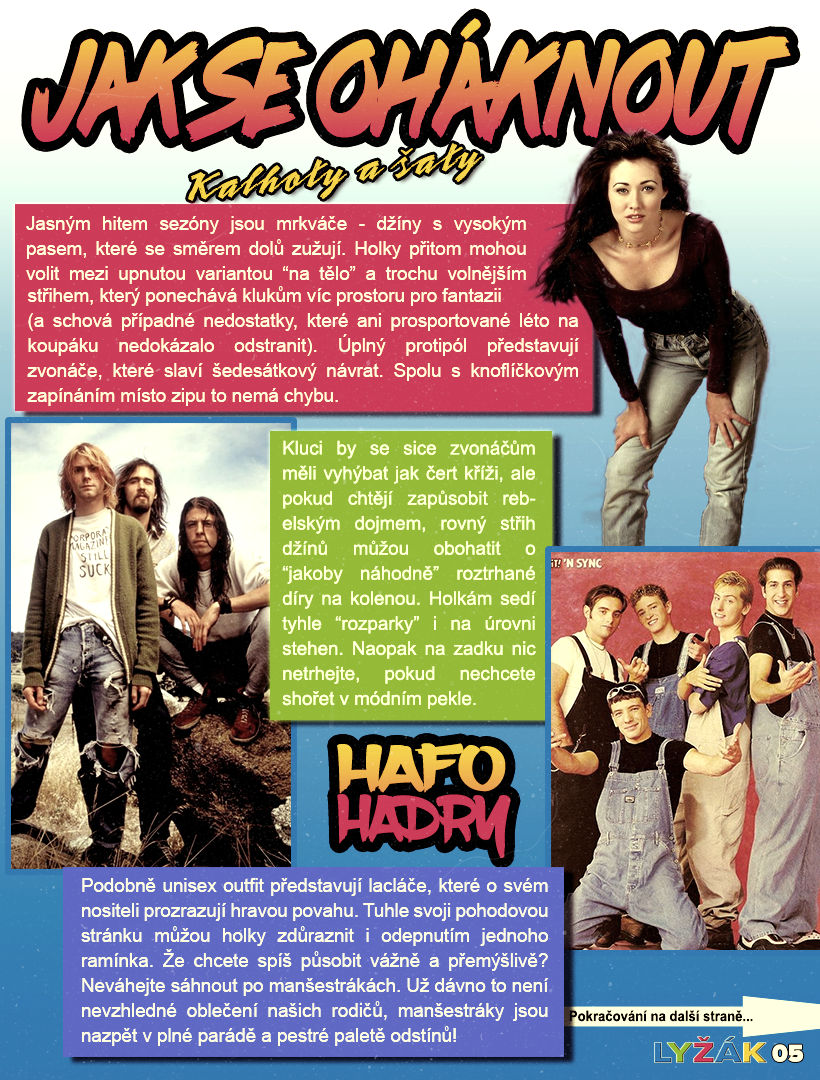 JAK SE OHÁKNOUT
Kalhoty a šaty
Jasným hitem sezóny jsou mrkváče - džíny s vysokým
pasem, které se směrem dolů zužují. Holky přitom mohou
volit mezi upnutou variantou “na tělo” a trochu volnějším
střihem, který ponechává klukům víc prostoru pro fantazii
(a schová případné nedostatky, které ani prosportované léto na
koupáku nedokázalo odstranit). Úplný protipól představují
zvonáče, které slaví šedesátkový návrat. Spolu s knoflíčkovým
zapínáním místo zipu to nemá chybu.
CORPORA
MAGAZINE
STILL
SUCK
Kluci by se sice zvonáčům
měli vyhýbat jak čert kříži, ale
pokud chtějí zapůsobit reb-
elským dojmem, rovný střih
džínů můžou obohatit o
“jakoby náhodně” roztrhané
díry na kolenou. Holkám sedí
tyhle “rozparky” i na úrovni
stehen. Naopak na zadku nic
netrhejte, pokud nechcete
shořet v módním pekle.
'N SYNC
HAFO
HADRY
Podobně unisex outfit představují lacláče, které o svém
nositeli prozrazují hravou povahu. Tuhle svoji pohodovou
stránku můžou holky zdůraznit i odepnutím jednoho
ramínka. Že chcete spíš působit vážně a přemýšlivě?
Neváhejte sáhnout po manšestrákách. Už dávno to není
nevzhledné oblečení našich rodičů, manšestráky jsou
nazpět v plné parádě a pestré paletě odstínů!
Pokračování na další straně...
LYŽÁK 05